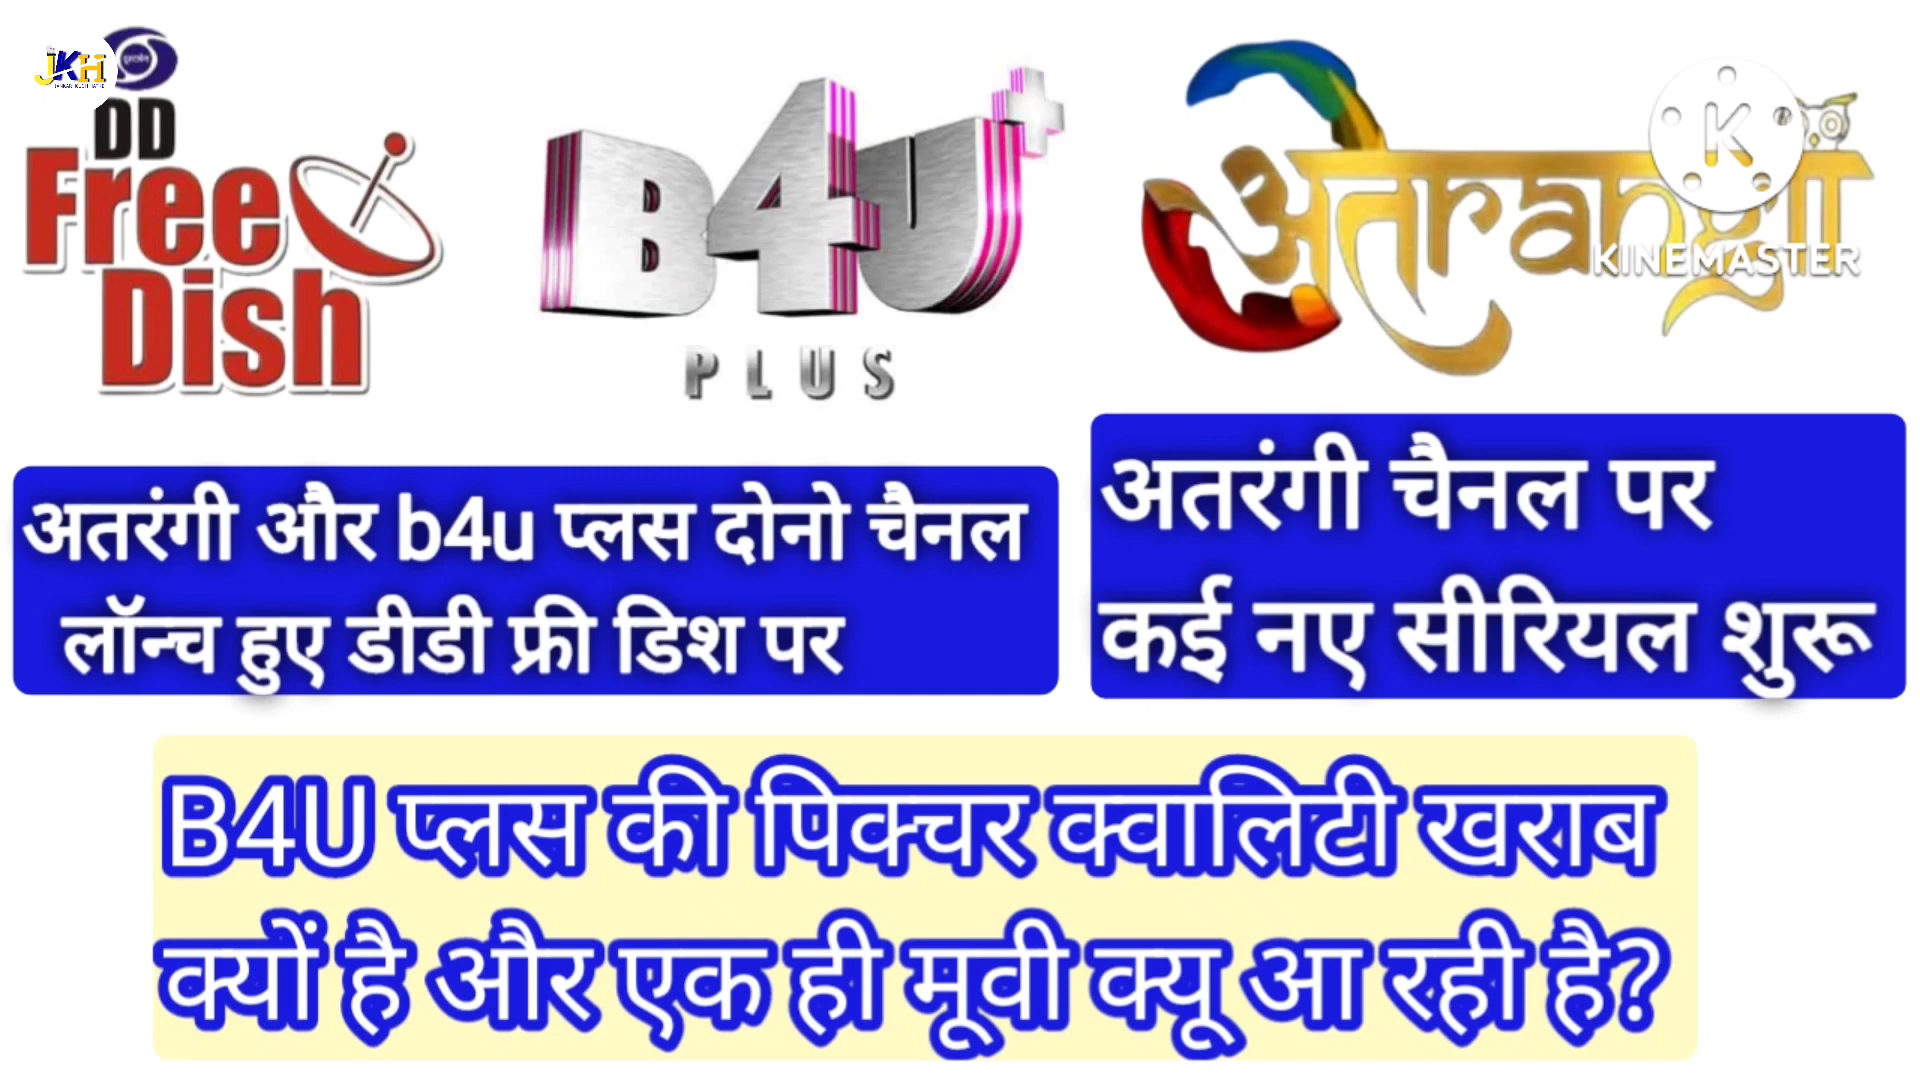 JKH
DD
Free
Dish
B4U+
PLUS
K
KINEMASTER
अतरंगी और b4u प्लस दोनो चैनल
लॉन्च हुए डीडी फ्री डिश पर
अतरंगी चैनल पर
कई नए सीरियल शुरू
B4U प्लस की पिक्चर क्वालिटी खराब
क्यों है और एक ही मूवी क्यू आ रही है?